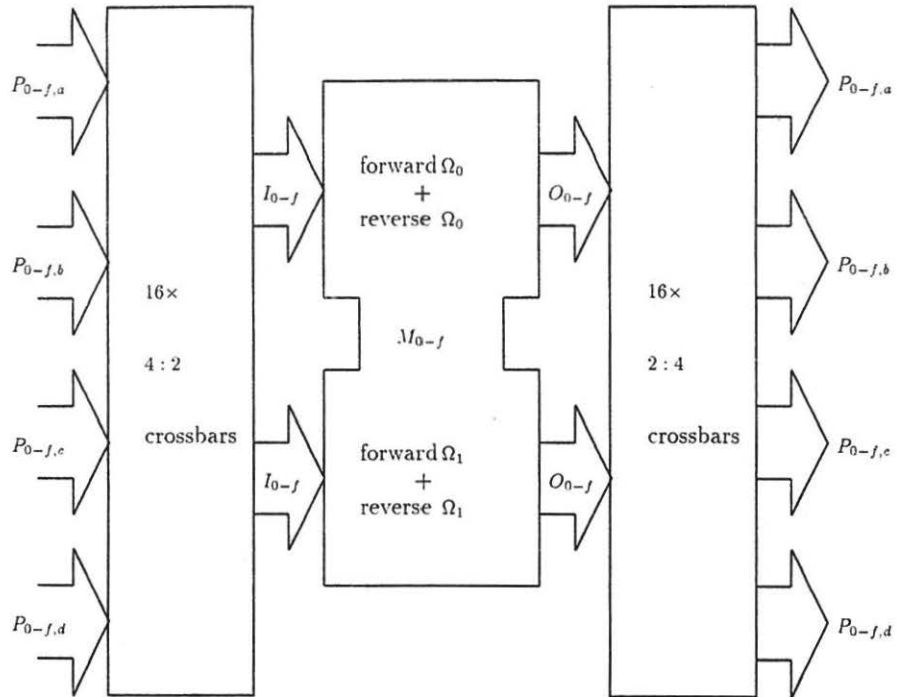 P₀₋f,a
P₀₋f,b
P₀₋f,c
P₀₋f,d
16×
4 : 2
crossbars
I₀₋f
I₀₋f
forward Ω₀
+
reverse Ω₀
M₀₋f
forward Ω₁
+
reverse Ω₁
O₀₋f
O₀₋f
16×
2 : 4
crossbars
P₀₋f,a
P₀₋f,b
P₀₋f,c
P₀₋f,d